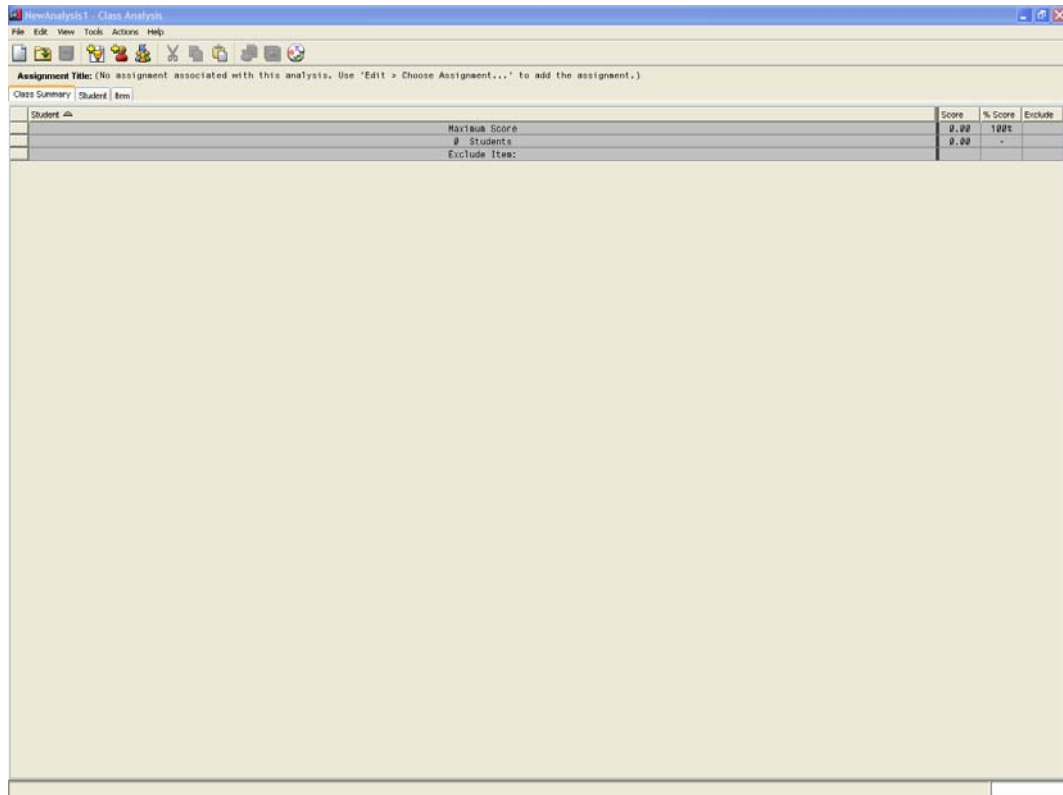 NewAnalysis1 - Class Analysis
File Edit View Tools Actions Help
Assignment Title: (No assignment associated with this analysis. Use 'Edit > Choose Assignment...' to add the assignment.)
Class Summary Student Item
Student Score % Score Exclude
Maximum Score 0.00 100%
0 Students 0.00 -
Exclude Item: